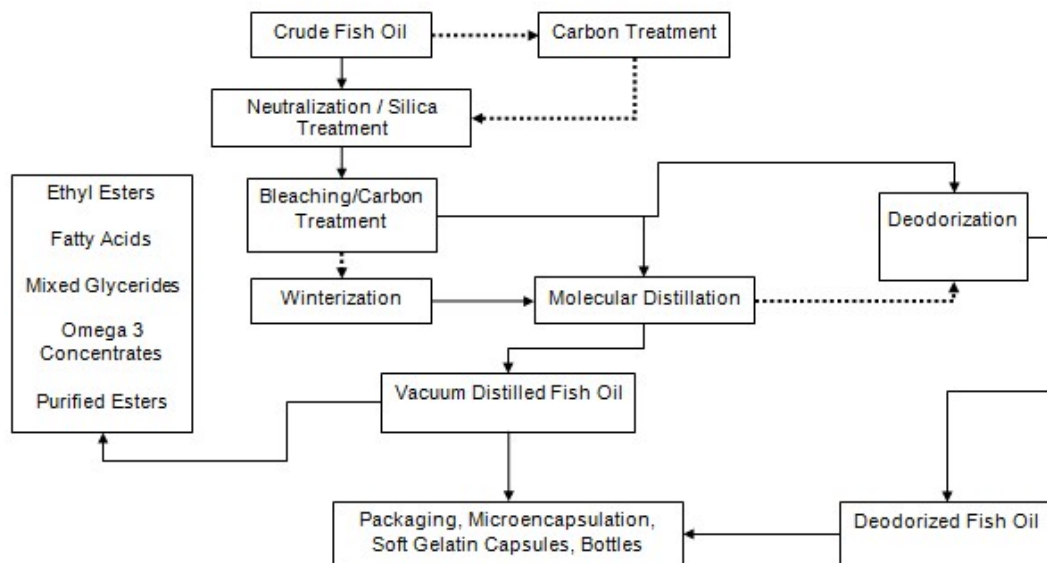 Crude Fish Oil
Carbon Treatment
Neutralization / Silica
Treatment
Bleaching/Carbon
Treatment
Deodorization
Ethyl Esters
Fatty Acids
Mixed Glycerides
Omega 3
Concentrates
Purified Esters
Winterization
Molecular Distillation
Vacuum Distilled Fish Oil
Packaging, Microencapsulation,
Soft Gelatin Capsules, Bottles
Deodorized Fish Oil